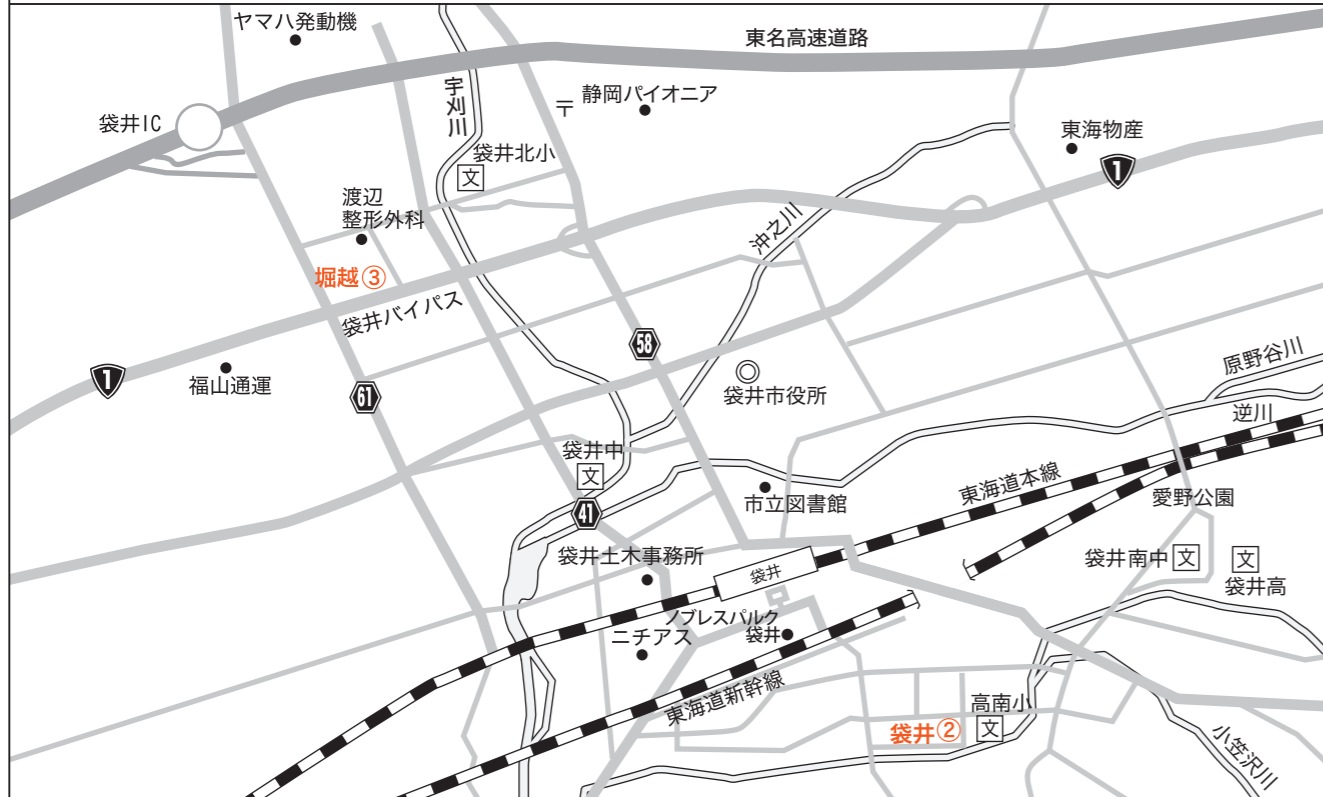 ヤマハ発動機
東名高速道路
宇刈川
静岡パイオニア
〒
袋井IC
東海物産
1
袋井北小
文
渡辺
整形外科
沖之川
堀越③
袋井バイパス
58
原野谷川
1
福山通運
61
袋井市役所
逆川
袋井中
文
市立図書館
東海道本線
愛野公園
41
袋井土木事務所
袋井
袋井南中
文
文
袋井高
ノブレスパルク
袋井
ニチアス
東海道新幹線
高南小
文
袋井②
小笠沢川